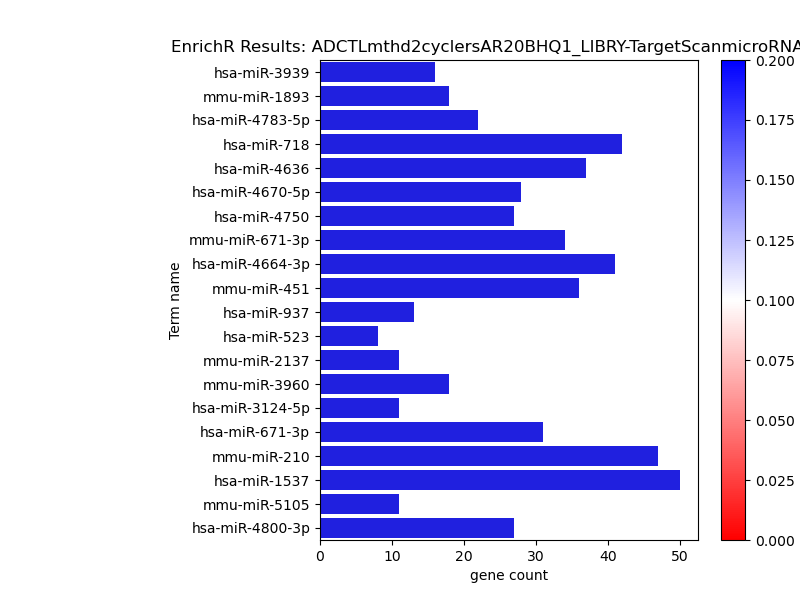 EnrichR Results: ADCTLmthd2cyclersAR20BHQ1_LIBRY-TargetScanmicroRNA
hsa-miR-3939
mmu-miR-1893
hsa-miR-4783-5p
hsa-miR-718
hsa-miR-4636
hsa-miR-4670-5p
hsa-miR-4750
mmu-miR-671-3p
hsa-miR-4664-3p
mmu-miR-451
hsa-miR-937
hsa-miR-523
mmu-miR-2137
mmu-miR-3960
hsa-miR-3124-5p
hsa-miR-671-3p
mmu-miR-210
hsa-miR-1537
mmu-miR-5105
hsa-miR-4800-3p
Term name
0 10 20 30 40 50
gene count
0.200
0.175
0.150
0.125
0.100
0.075
0.050
0.025
0.000